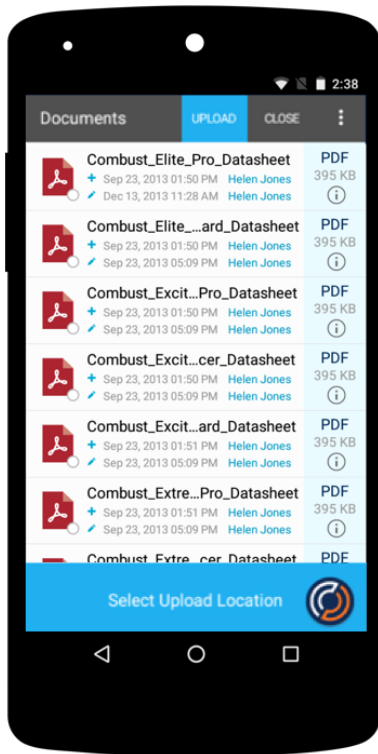 2:38
Documents UPLOAD CLOSE
Combust_Elite_Pro_Datasheet PDF
+ Sep 23, 2013 01:50 PM Helen Jones 395 KB
Dec 13, 2013 11:28 AM Helen Jones
Combust_Elite_...ard_Datasheet PDF
+ Sep 23, 2013 01:50 PM Helen Jones 395 KB
Sep 23, 2013 05:09 PM Helen Jones
Combust_Excit...Pro_Datasheet PDF
+ Sep 23, 2013 01:50 PM Helen Jones 395 KB
Sep 23, 2013 05:09 PM Helen Jones
Combust_Excit...cer_Datasheet PDF
+ Sep 23, 2013 01:50 PM Helen Jones 395 KB
Sep 23, 2013 05:09 PM Helen Jones
Combust_Excit...ard_Datasheet PDF
+ Sep 23, 2013 01:51 PM Helen Jones 395 KB
Sep 23, 2013 05:09 PM Helen Jones
Combust_Extre...Pro_Datasheet PDF
+ Sep 23, 2013 01:51 PM Helen Jones 395 KB
Sep 23, 2013 05:09 PM Helen Jones
Combust_Extre...cer_Datasheet PDF
Select Upload Location